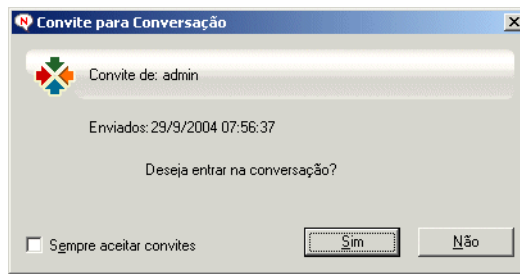 Convite para Conversação
Convite de: admin
Enviados: 29/9/2004 07:56:37
Deseja entrar na conversação?
Sempre aceitar convites
Sim
Não